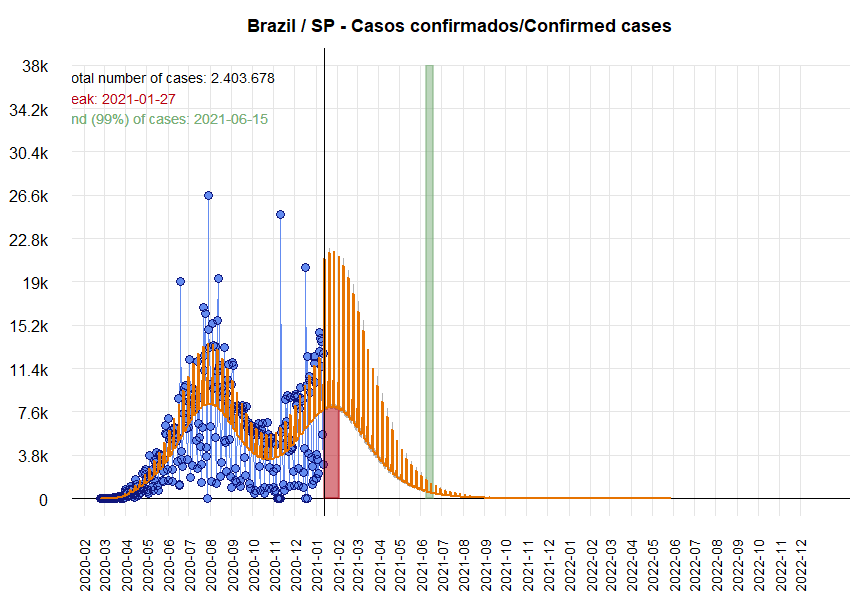 Brazil / SP - Casos confirmados/Confirmed cases
38k
otal number of cases: 2.403.678
eak: 2021-01-27
34.2k
nd (99%) of cases: 2021-06-15
30.4k
26.6k
22.8k
19k
15.2k
11.4k
7.6k
3.8k
0
2020-02
2020-03
2020-04
2020-05
2020-06
2020-07
2020-08
2020-09
2020-10
2020-11
2020-12
2021-01
2021-02
2021-03
2021-04
2021-05
2021-06
2021-07
2021-08
2021-09
2021-10
2021-11
2021-12
2022-01
2022-02
2022-03
2022-04
2022-05
2022-06
2022-07
2022-08
2022-09
2022-10
2022-11
2022-12